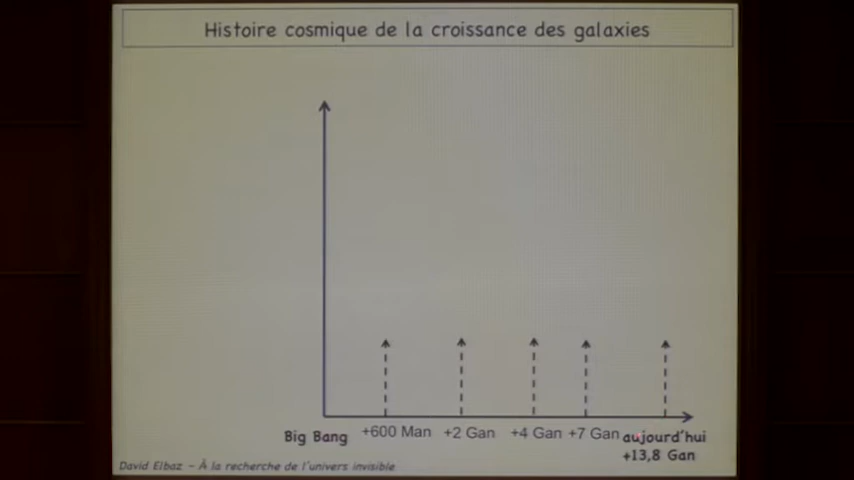 Histoire cosmique de la croissance des galaxies
Big Bang
+600 Man
+2 Gan
+4 Gan
+7 Gan
aujourd'hui
+13,8 Gan
David Elbaz - À la recherche de l'univers invisible